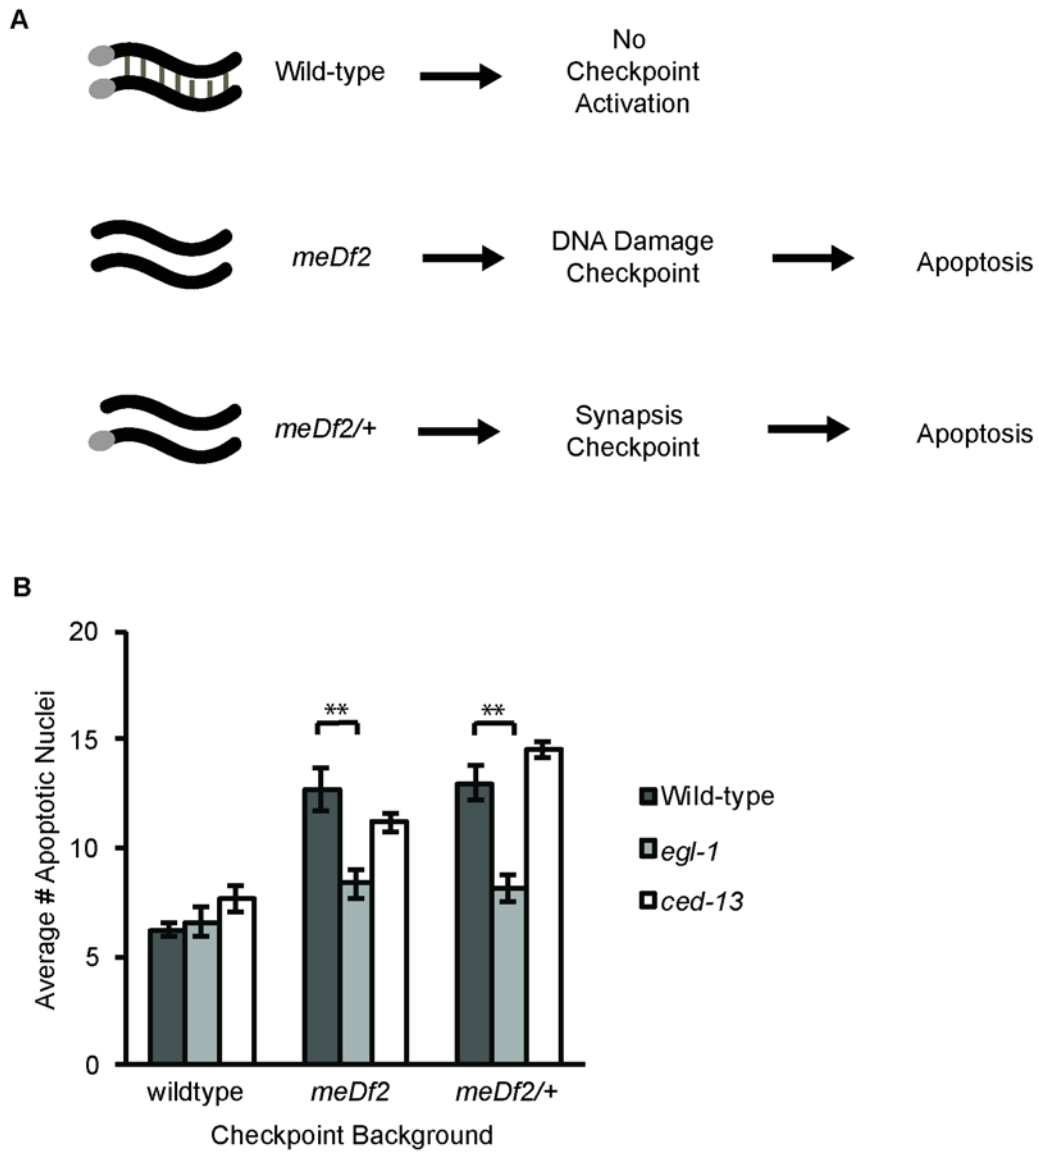 A
Wild-type
No
Checkpoint
Activation
meDf2
DNA Damage
Checkpoint
Apoptosis
meDf2/+
Synapsis
Checkpoint
Apoptosis
B
Average # Apoptotic Nuclei
20
15
10
5
0
**
**
wildtype
meDf2
meDf2/+
Checkpoint Background
Wild-type
egl-1
ced-13